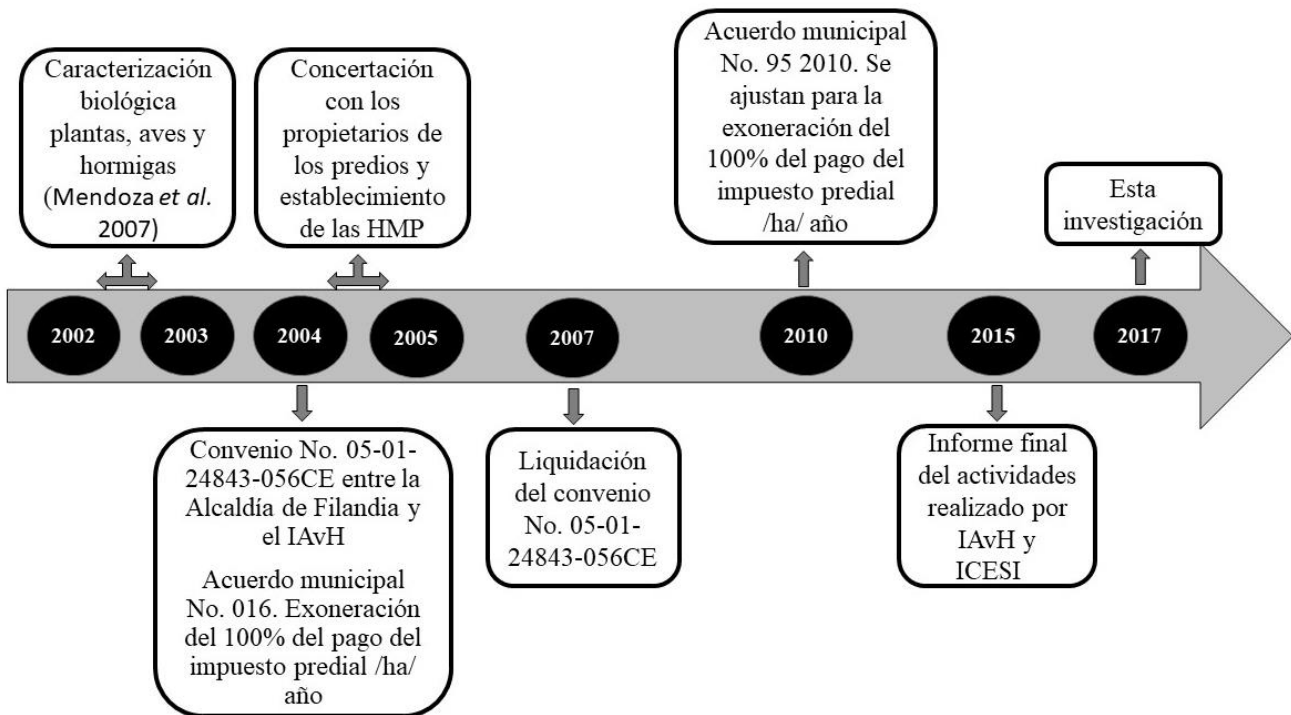 Caracterización
biológica
plantas, aves y
hormigas
(Mendoza et al.
2007)
Concertación
con los
propietarios de
los predios y
establecimiento
de las HMP
Acuerdo municipal
No. 95 2010. Se
ajustan para la
exoneración del
100% del pago del
impuesto predial
/ha/ año
Esta
investigación
2002
2003
2004
2005
2007
2010
2015
2017
Convenio No. 05-01-
24843-056CE entre la
Alcaldía de Filandia y
el IAvH
Acuerdo municipal
No. 016. Exoneración
del 100% del pago del
impuesto predial /ha/
año
Liquidación
del convenio
No. 05-01-
24843-056CE
Informe final
del actividades
realizado por
IAvH y
ICESI